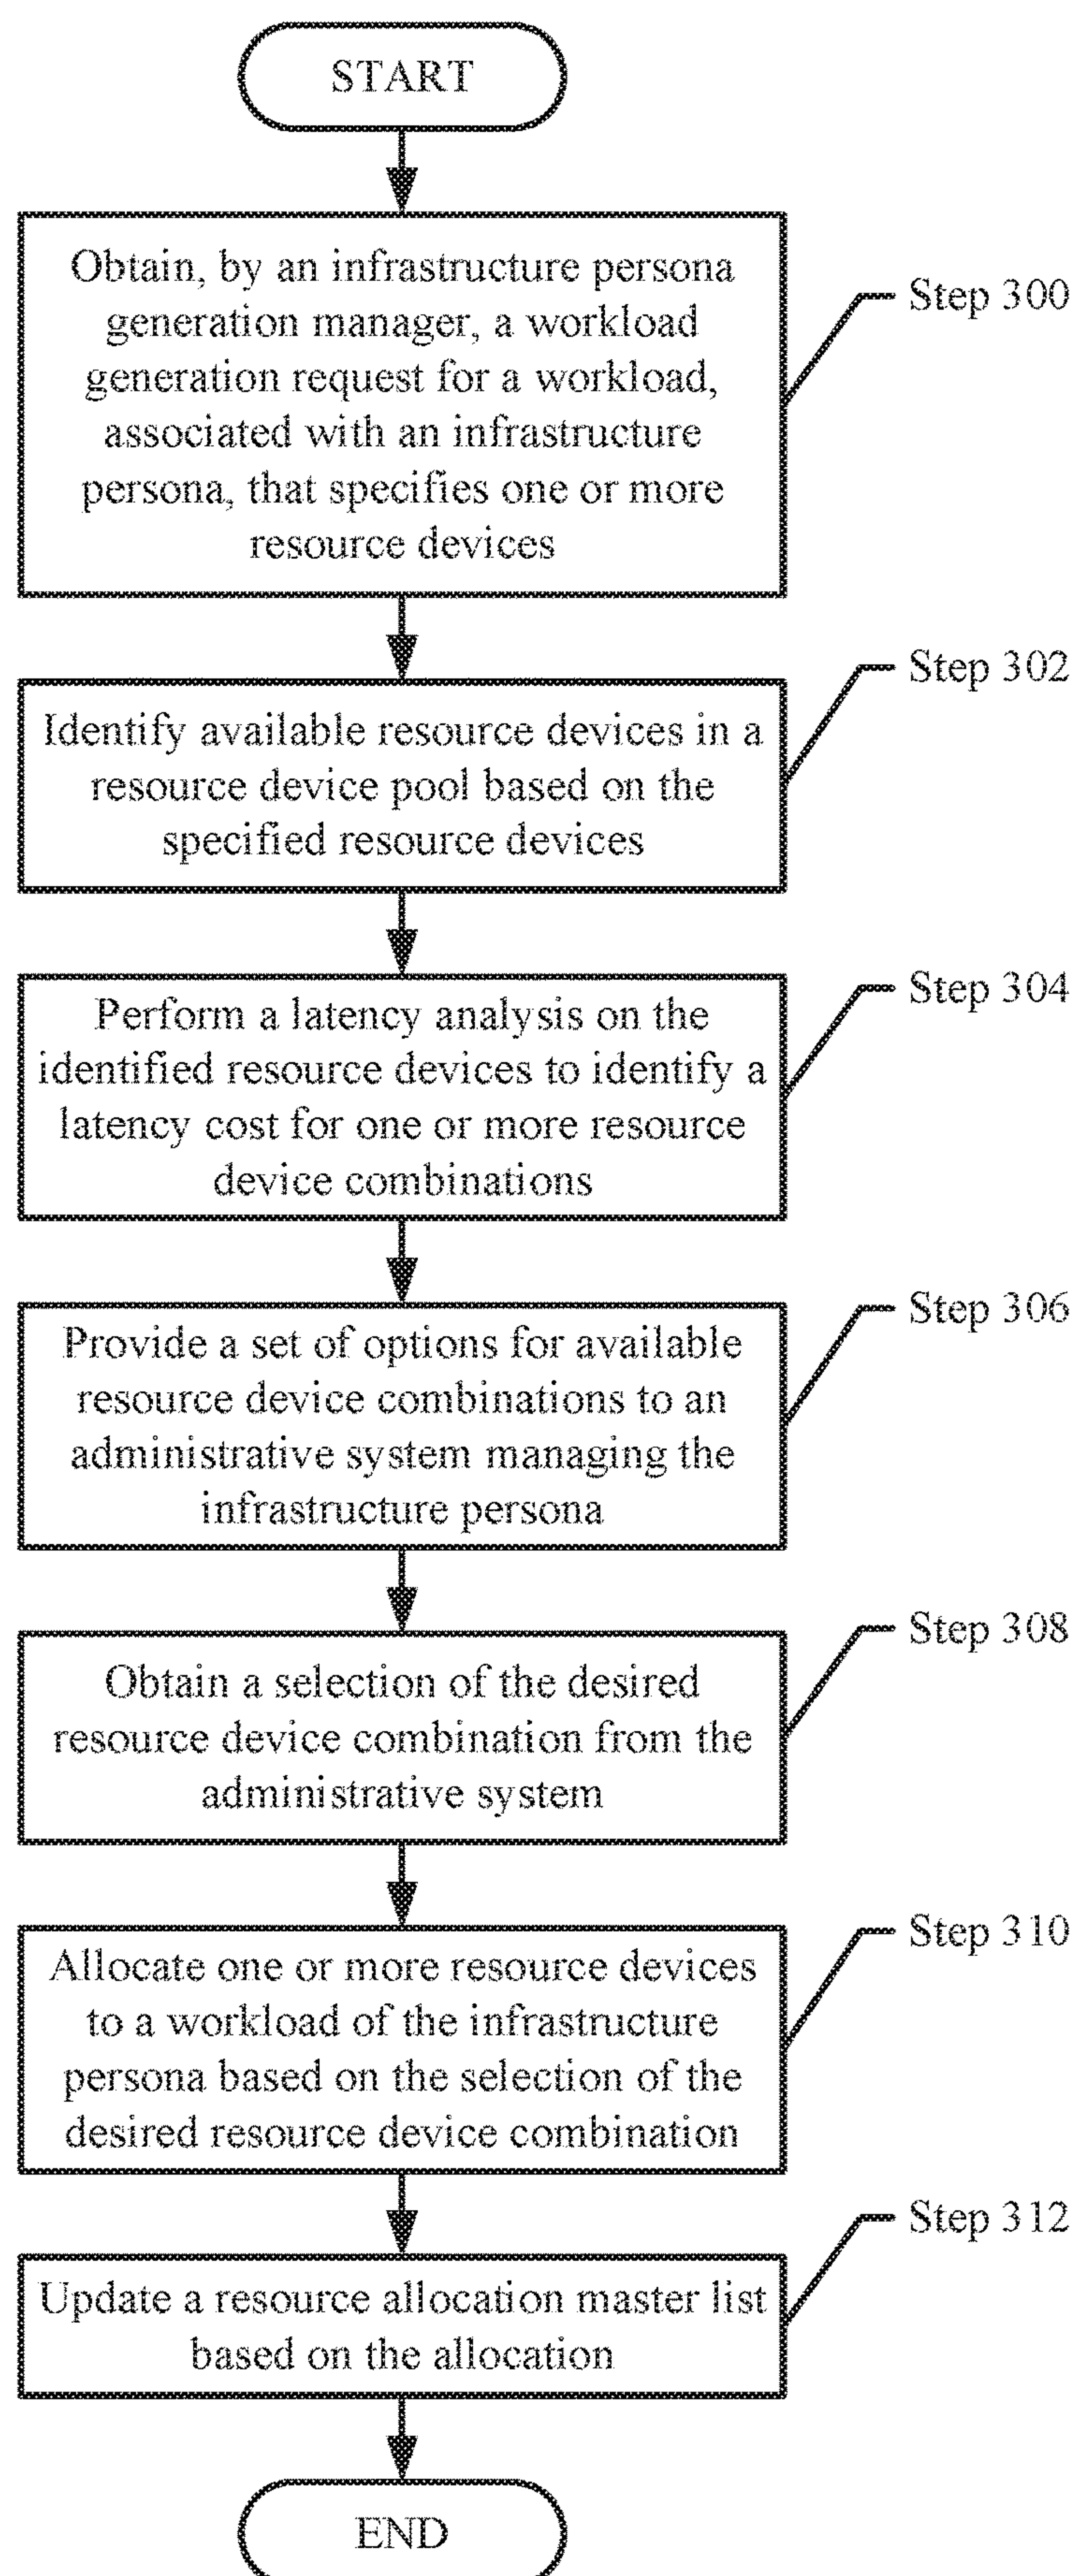 START
Obtain, by an infrastructure persona
generation manager, a workload
generation request for a workload,
associated with an infrastructure
persona, that specifies one or more
resource devices
Step 300
Identify available resource devices in a
resource device pool based on the
specified resource devices
Step 302
Perform a latency analysis on the
identified resource devices to identify a
latency cost for one or more resource
device combinations
Step 304
Provide a set of options for available
resource device combinations to an
administrative system managing the
infrastructure persona
Step 306
Obtain a selection of the desired
resource device combination from the
administrative system
Step 308
Allocate one or more resource devices
to a workload of the infrastructure
persona based on the selection of the
desired resource device combination
Step 310
Update a resource allocation master list
based on the allocation
Step 312
END